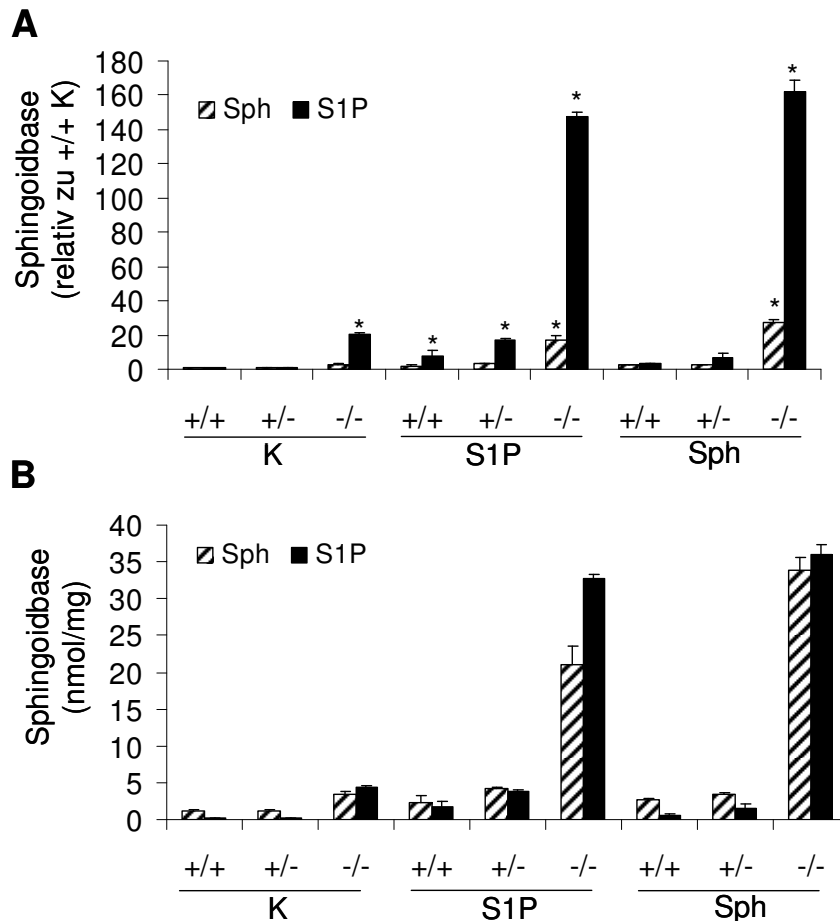 A
Sphingoidbase
(relativ zu +/+ K)
180
160
140
120
100
80
60
40
20
0
Sph S1P
* * * * * * *
+/+ +/- -/- +/+ +/- -/- +/+ +/- -/-
K S1P Sph
B
Sphingoidbase
(nmol/mg)
40
35
30
25
20
15
10
5
0
Sph S1P
+/+ +/- -/- +/+ +/- -/- +/+ +/- -/-
K S1P Sph